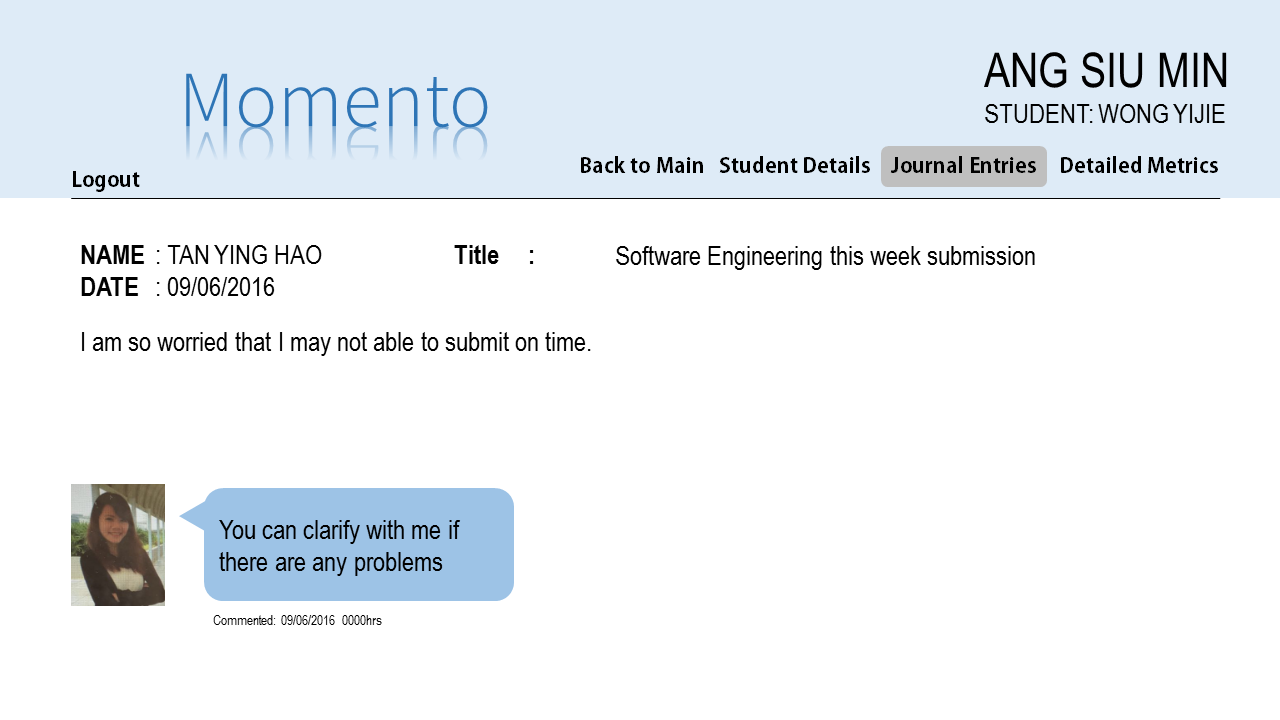 Momento
ANG SIU MIN
STUDENT: WONG YIJIE
Logout
Back to Main Student Details Journal Entries Detailed Metrics
NAME : TAN YING HAO Title : Software Engineering this week submission
DATE : 09/06/2016
I am so worried that I may not able to submit on time.
You can clarify with me if
there are any problems
Commented: 09/06/2016 0000hrs